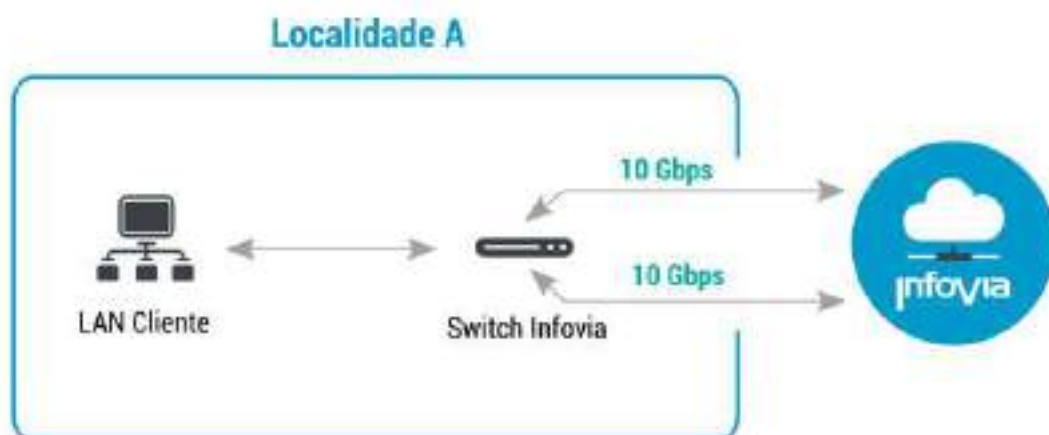 Localidade A
10 Gbps
10 Gbps
LAN Cliente
Switch Infovia
infovia